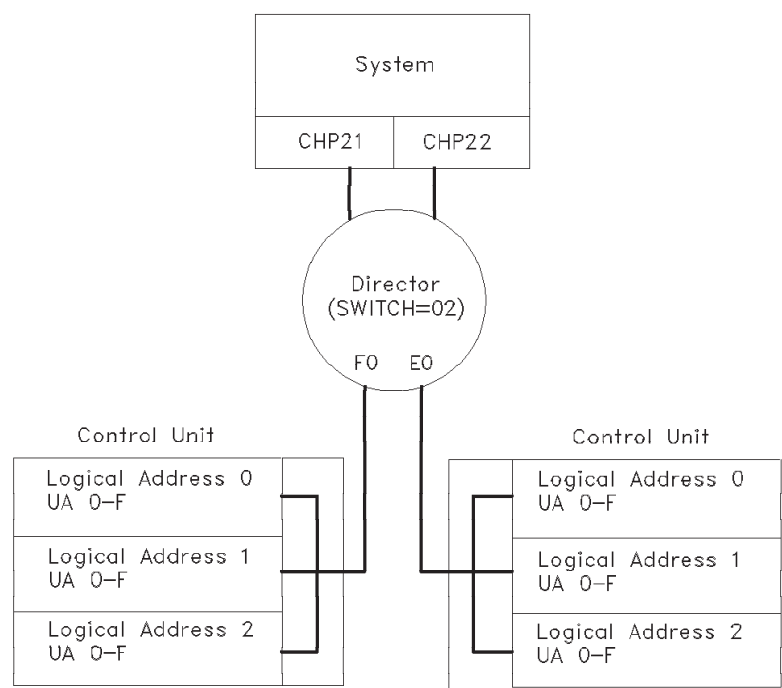 System
CHP21
CHP22
Director
(SWITCH=02)
F0 E0
Control Unit
Logical Address 0
UA 0-F
Logical Address 1
UA 0-F
Logical Address 2
UA 0-F
Control Unit
Logical Address 0
UA 0-F
Logical Address 1
UA 0-F
Logical Address 2
UA 0-F